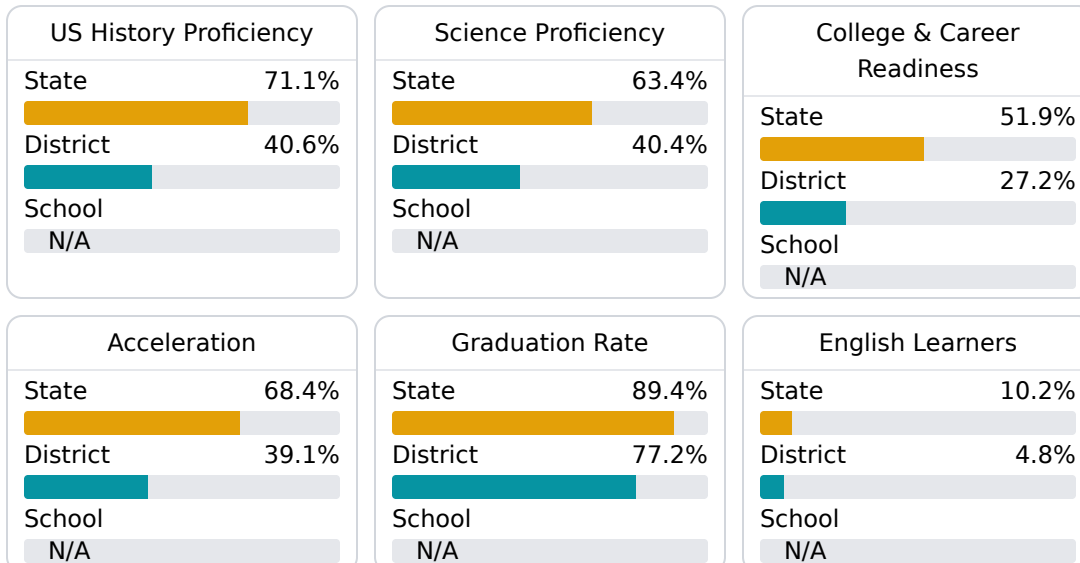 US History Proficiency
State 71.1%
District 40.6%
School
N/A
Science Proficiency
State 63.4%
District 40.4%
School
N/A
College & Career
Readiness
State 51.9%
District 27.2%
School
N/A
Acceleration
State 68.4%
District 39.1%
School
N/A
Graduation Rate
State 89.4%
District 77.2%
School
N/A
English Learners
State 10.2%
District 4.8%
School
N/A